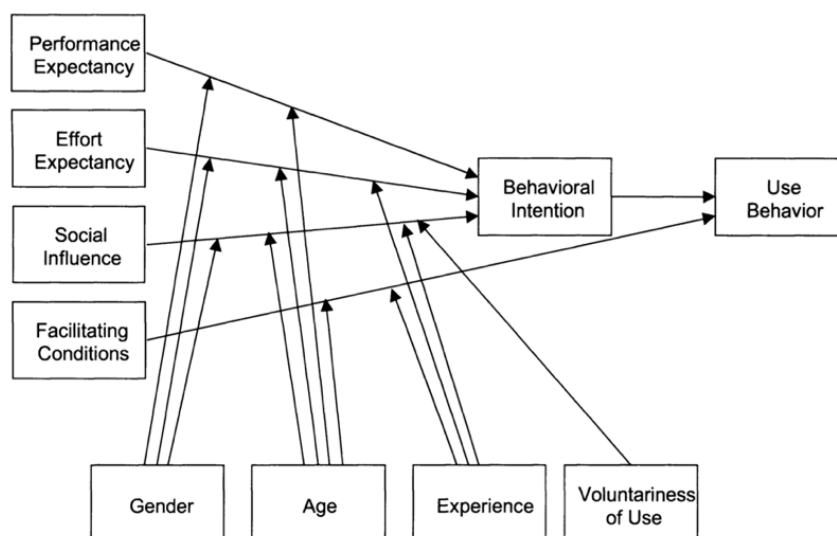 Performance
Expectancy
Effort
Expectancy
Social
Influence
Facilitating
Conditions
Behavioral
Intention
Use
Behavior
Gender
Age
Experience
Voluntariness
of Use